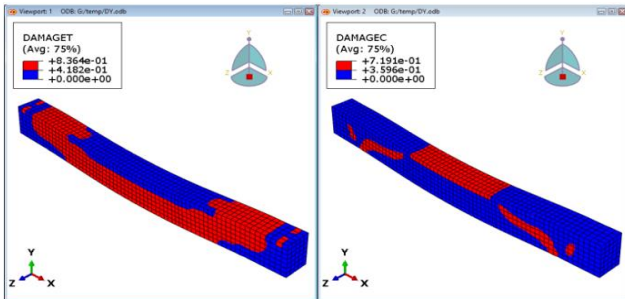 Viewport: 1 ODB: G:/temp/DY.odb
DAMAGET
(Avg: 75%)
+8.364e-01
+4.182e-01
+0.000e+00
Y
Z
X
Y
Z
X
Viewport: 2 ODB: G:/temp/DY.odb
DAMAGEC
(Avg: 75%)
+7.191e-01
+3.596e-01
+0.000e+00
Y
Z
X
Y
Z
X